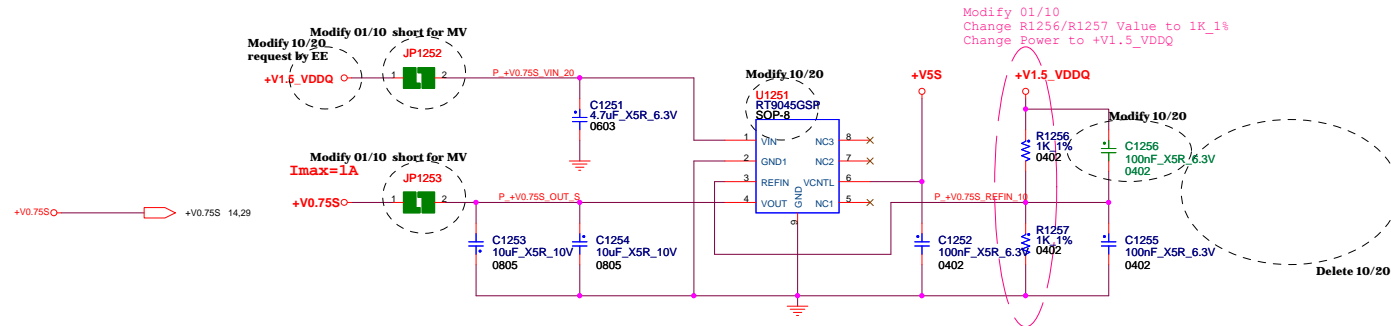 Modify 01/10
Change R1256/R1257 Value to 1K_1%
Change Power to +V1.5_VDDQ
Modify 01/10 short for MV
Modify 10/20
request by EE
JP1252
+V1.5_VDDQ
1
2
P_+V0.75S_VIN_20
C1251
4.7uF_X5R_6.3V
0603
Modify 10/20
U1251
RT9045GSP
SOP-8
1
VIN
2
GND1
3
REFIN
4
VOUT
GND
9
NC3
8
NC2
7
VCNTL
6
NC1
5
+V5S
+V1.5_VDDQ
Modify 10/20
R1256
1K_1%
0402
C1256
100nF_X5R_6.3V
0402
Modify 01/10 short for MV
Imax=1A
JP1253
+V0.75S
1
2
P_+V0.75S_OUT_S
+V0.75S
+V0.75S 14,29
C1253
10uF_X5R_10V
0805
C1254
10uF_X5R_10V
0805
C1252
100nF_X5R_6.3V
0402
R1257
1K_1%
0402
C1255
100nF_X5R_6.3V
0402
Delete 10/20